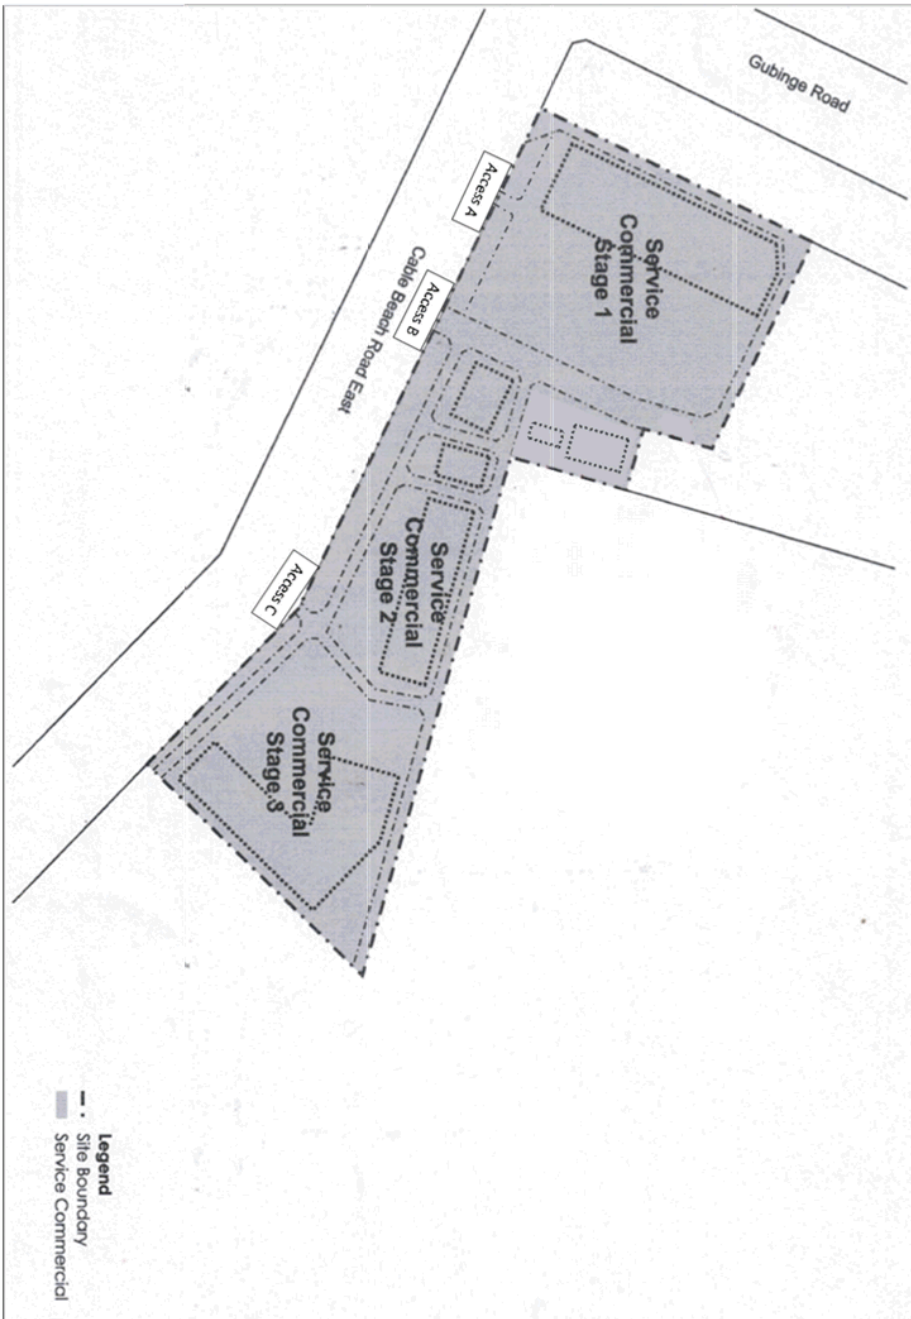 Gubinge Road
Service
Commercial
Stage 1
Access A
Access B
Cable Beach Road East
Service
Commercial
Stage 2
Access C
Service
Commercial
Stage 3
Legend
Site Boundary
Service Commercial